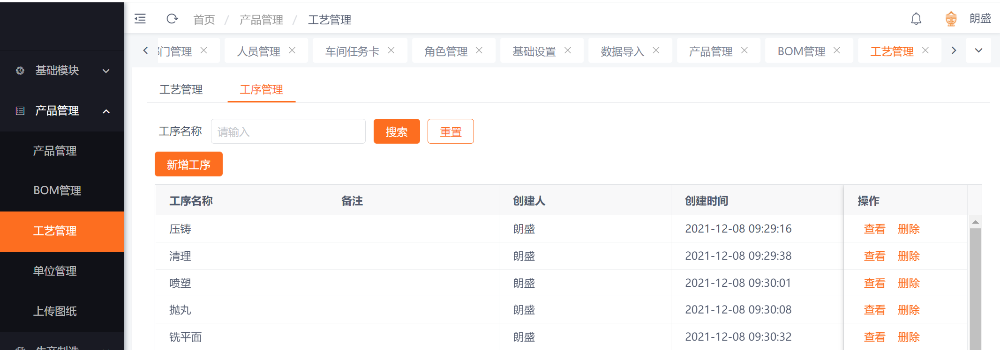 首页 / 产品管理 / 工艺管理
朗盛
门管理 人员管理 车间任务卡 角色管理 基础设置 数据导入 产品管理 BOM管理 工艺管理
基础模块
产品管理
产品管理
BOM管理
工艺管理
单位管理
上传图纸
生产制造
工艺管理 工序管理
工序名称 请输入 搜索 重置
新增工序
工序名称 备注 创建人 创建时间 操作
压铸 朗盛 2021-12-08 09:29:16 查看 删除
清理 朗盛 2021-12-08 09:29:38 查看 删除
喷塑 朗盛 2021-12-08 09:30:01 查看 删除
抛丸 朗盛 2021-12-08 09:30:08 查看 删除
铣平面 朗盛 2021-12-08 09:30:32 查看 删除